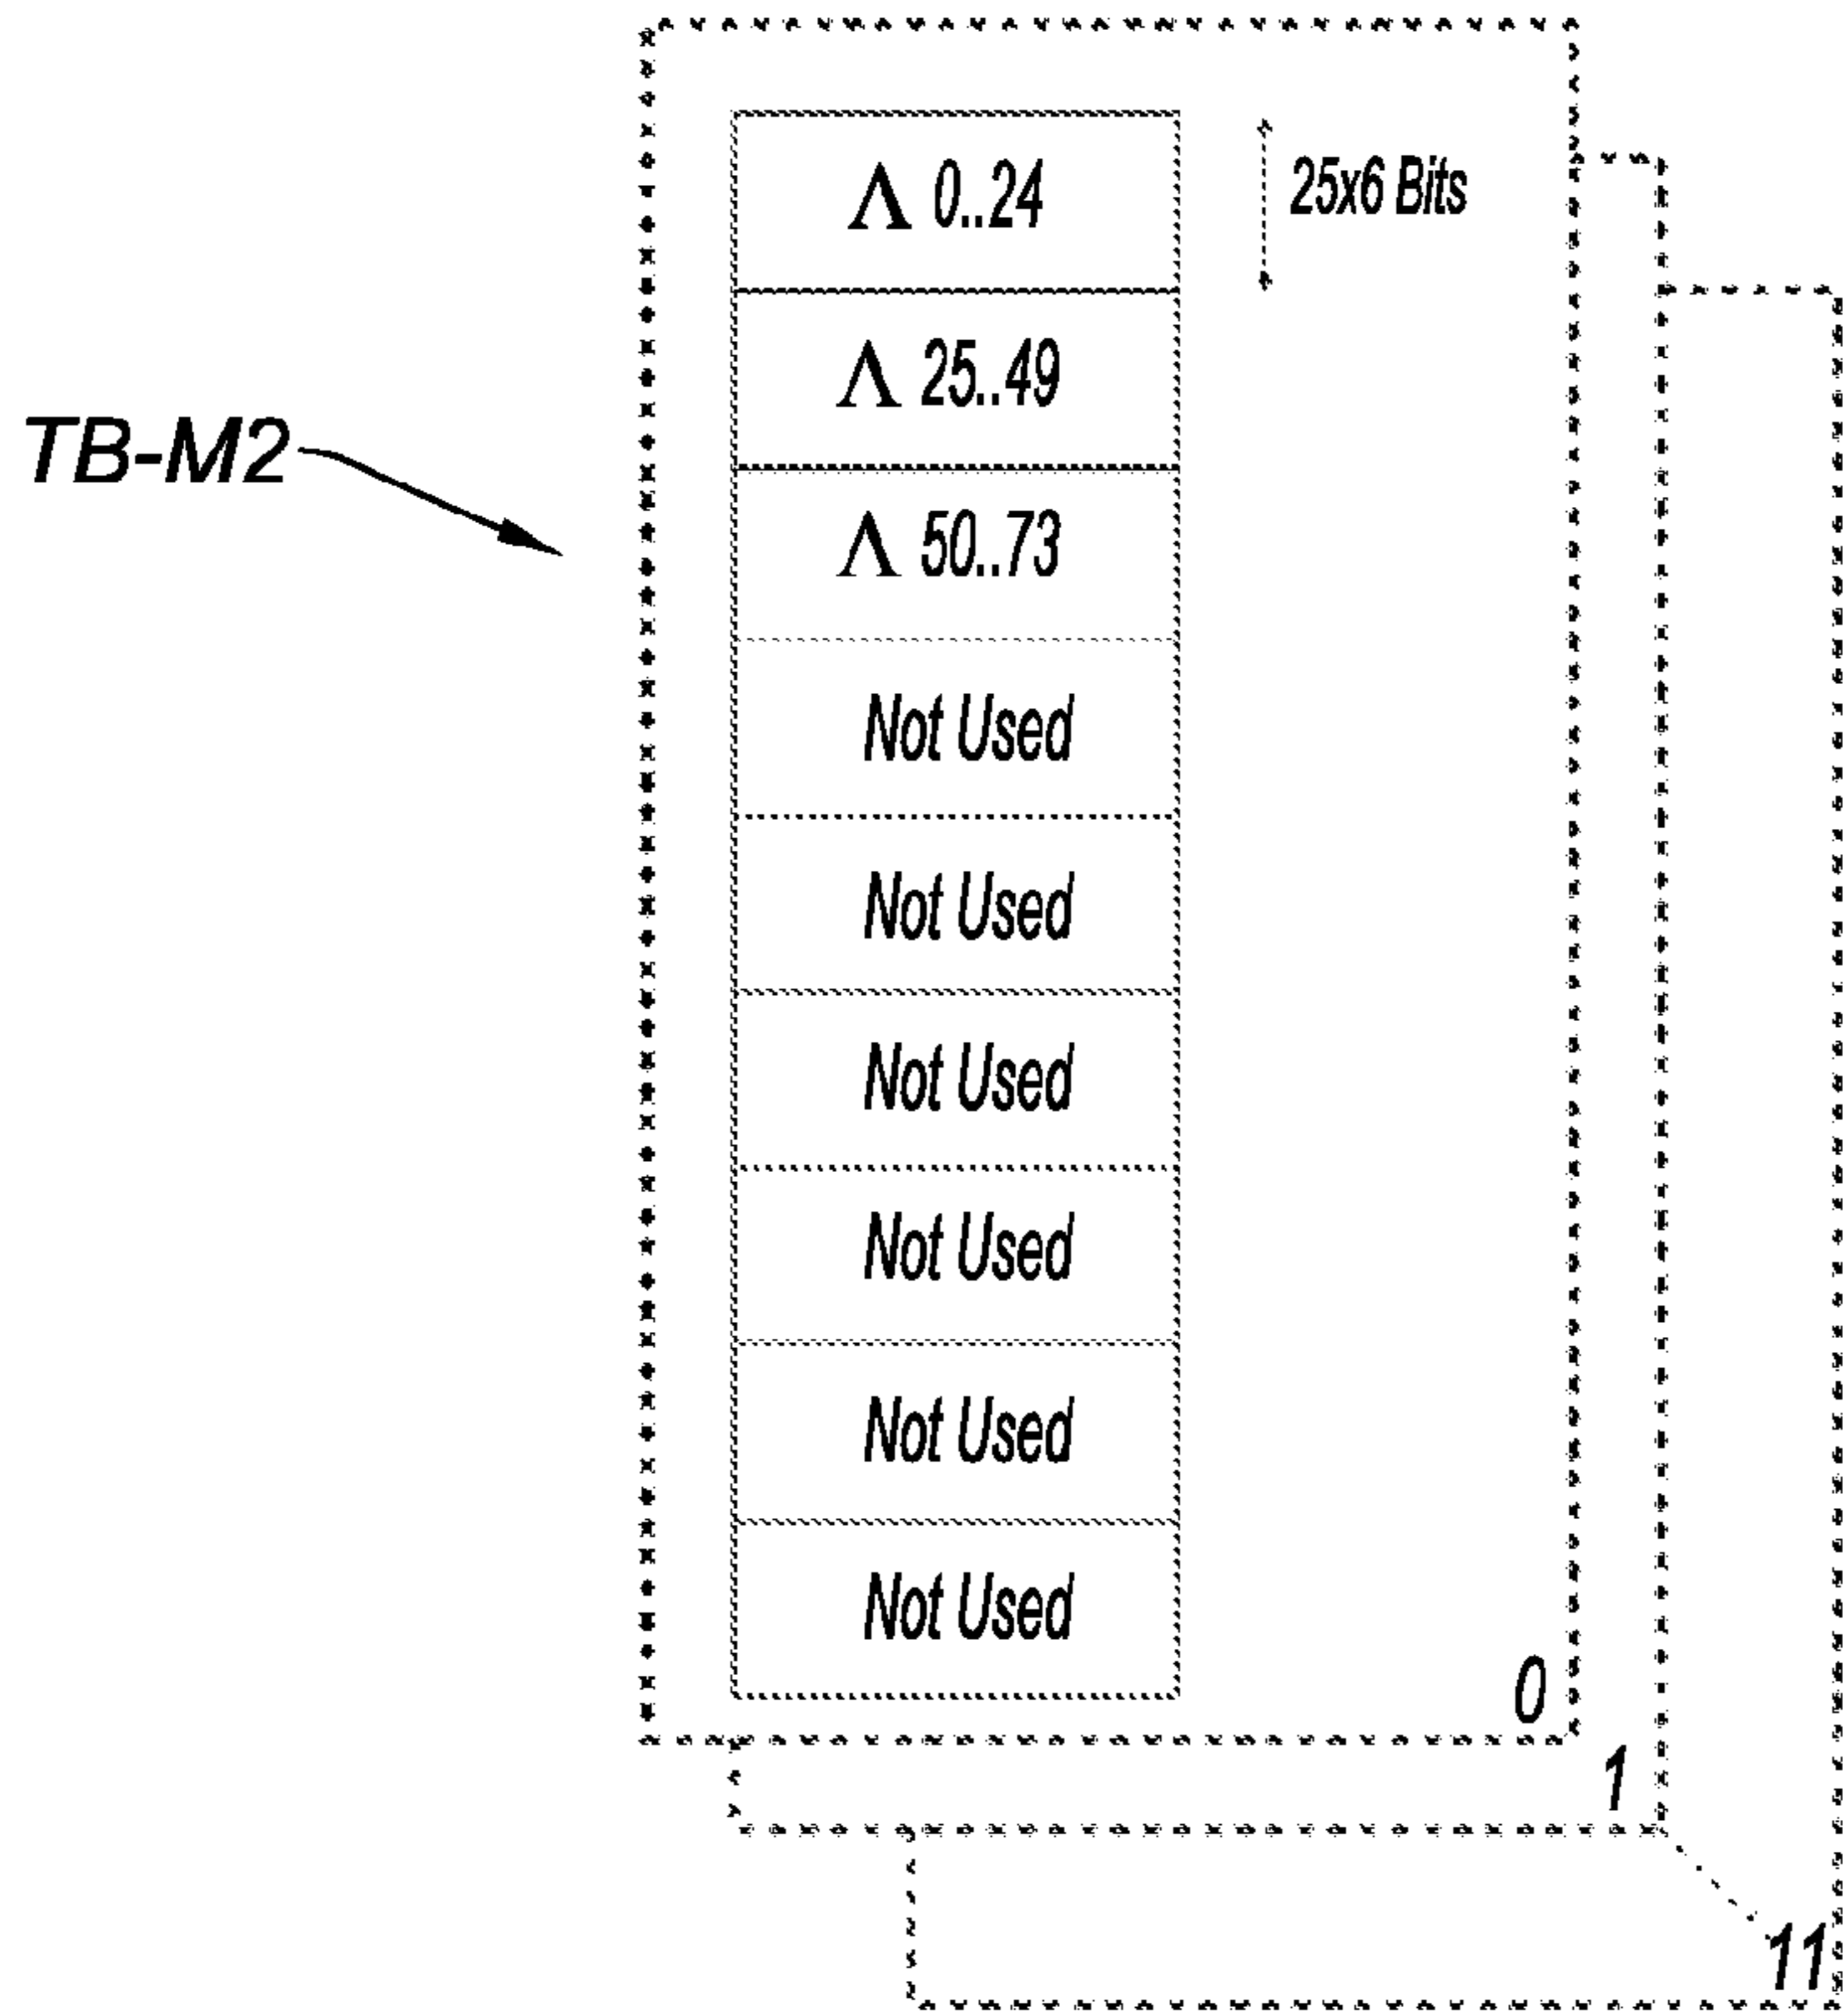 Λ 0..24
25x6 Bits
Λ 25..49
TB-M2
Λ 50..73
Not Used
Not Used
Not Used
Not Used
Not Used
Not Used
0
1
11